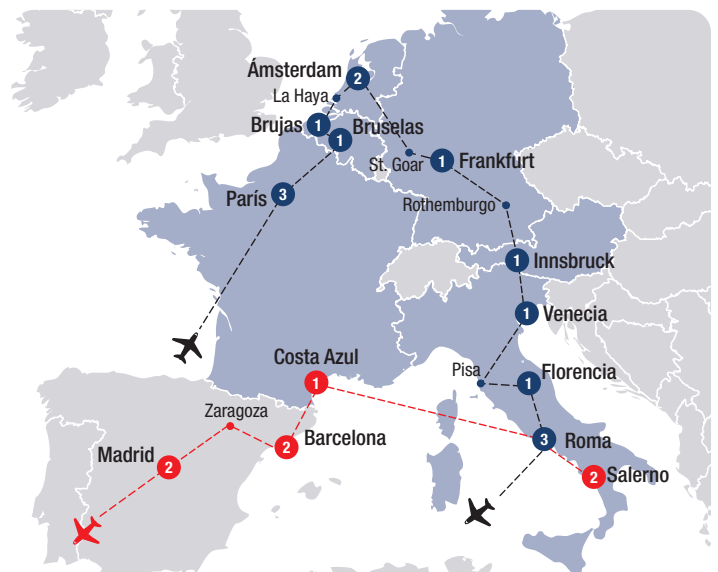 Ámsterdam
2
La Haya
Brujas
1
Bruselas
1
St. Goar
1
Frankfurt
París
3
Rothemburgo
1
Innsbruck
1
Venecia
Costa Azul
1
Pisa
1
Florencia
Zaragoza
Madrid
2
2
Barcelona
3
Roma
2
Salerno